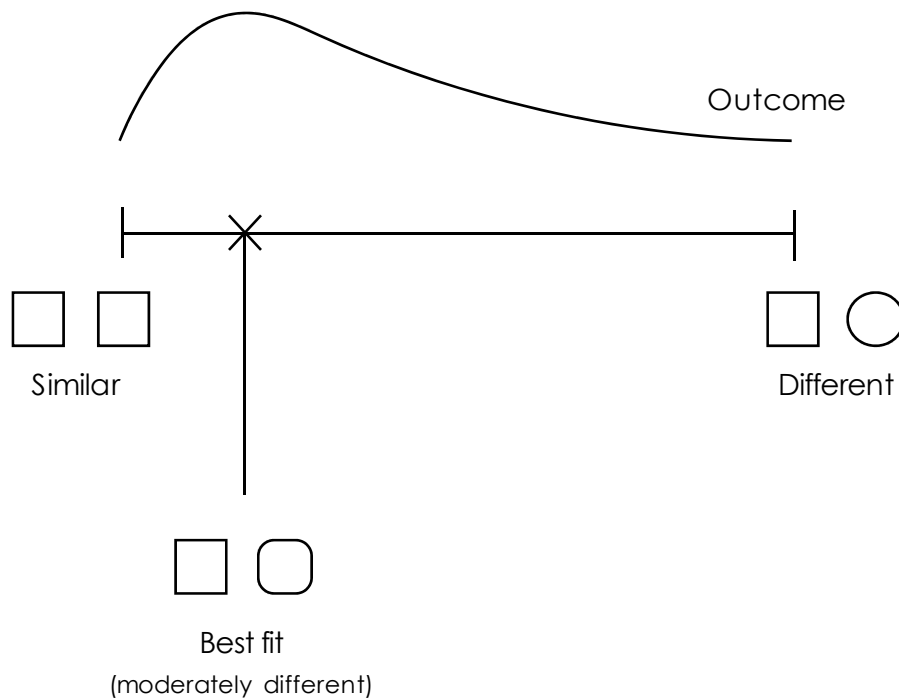 Outcome
Similar
Different
Best fit
(moderately different)